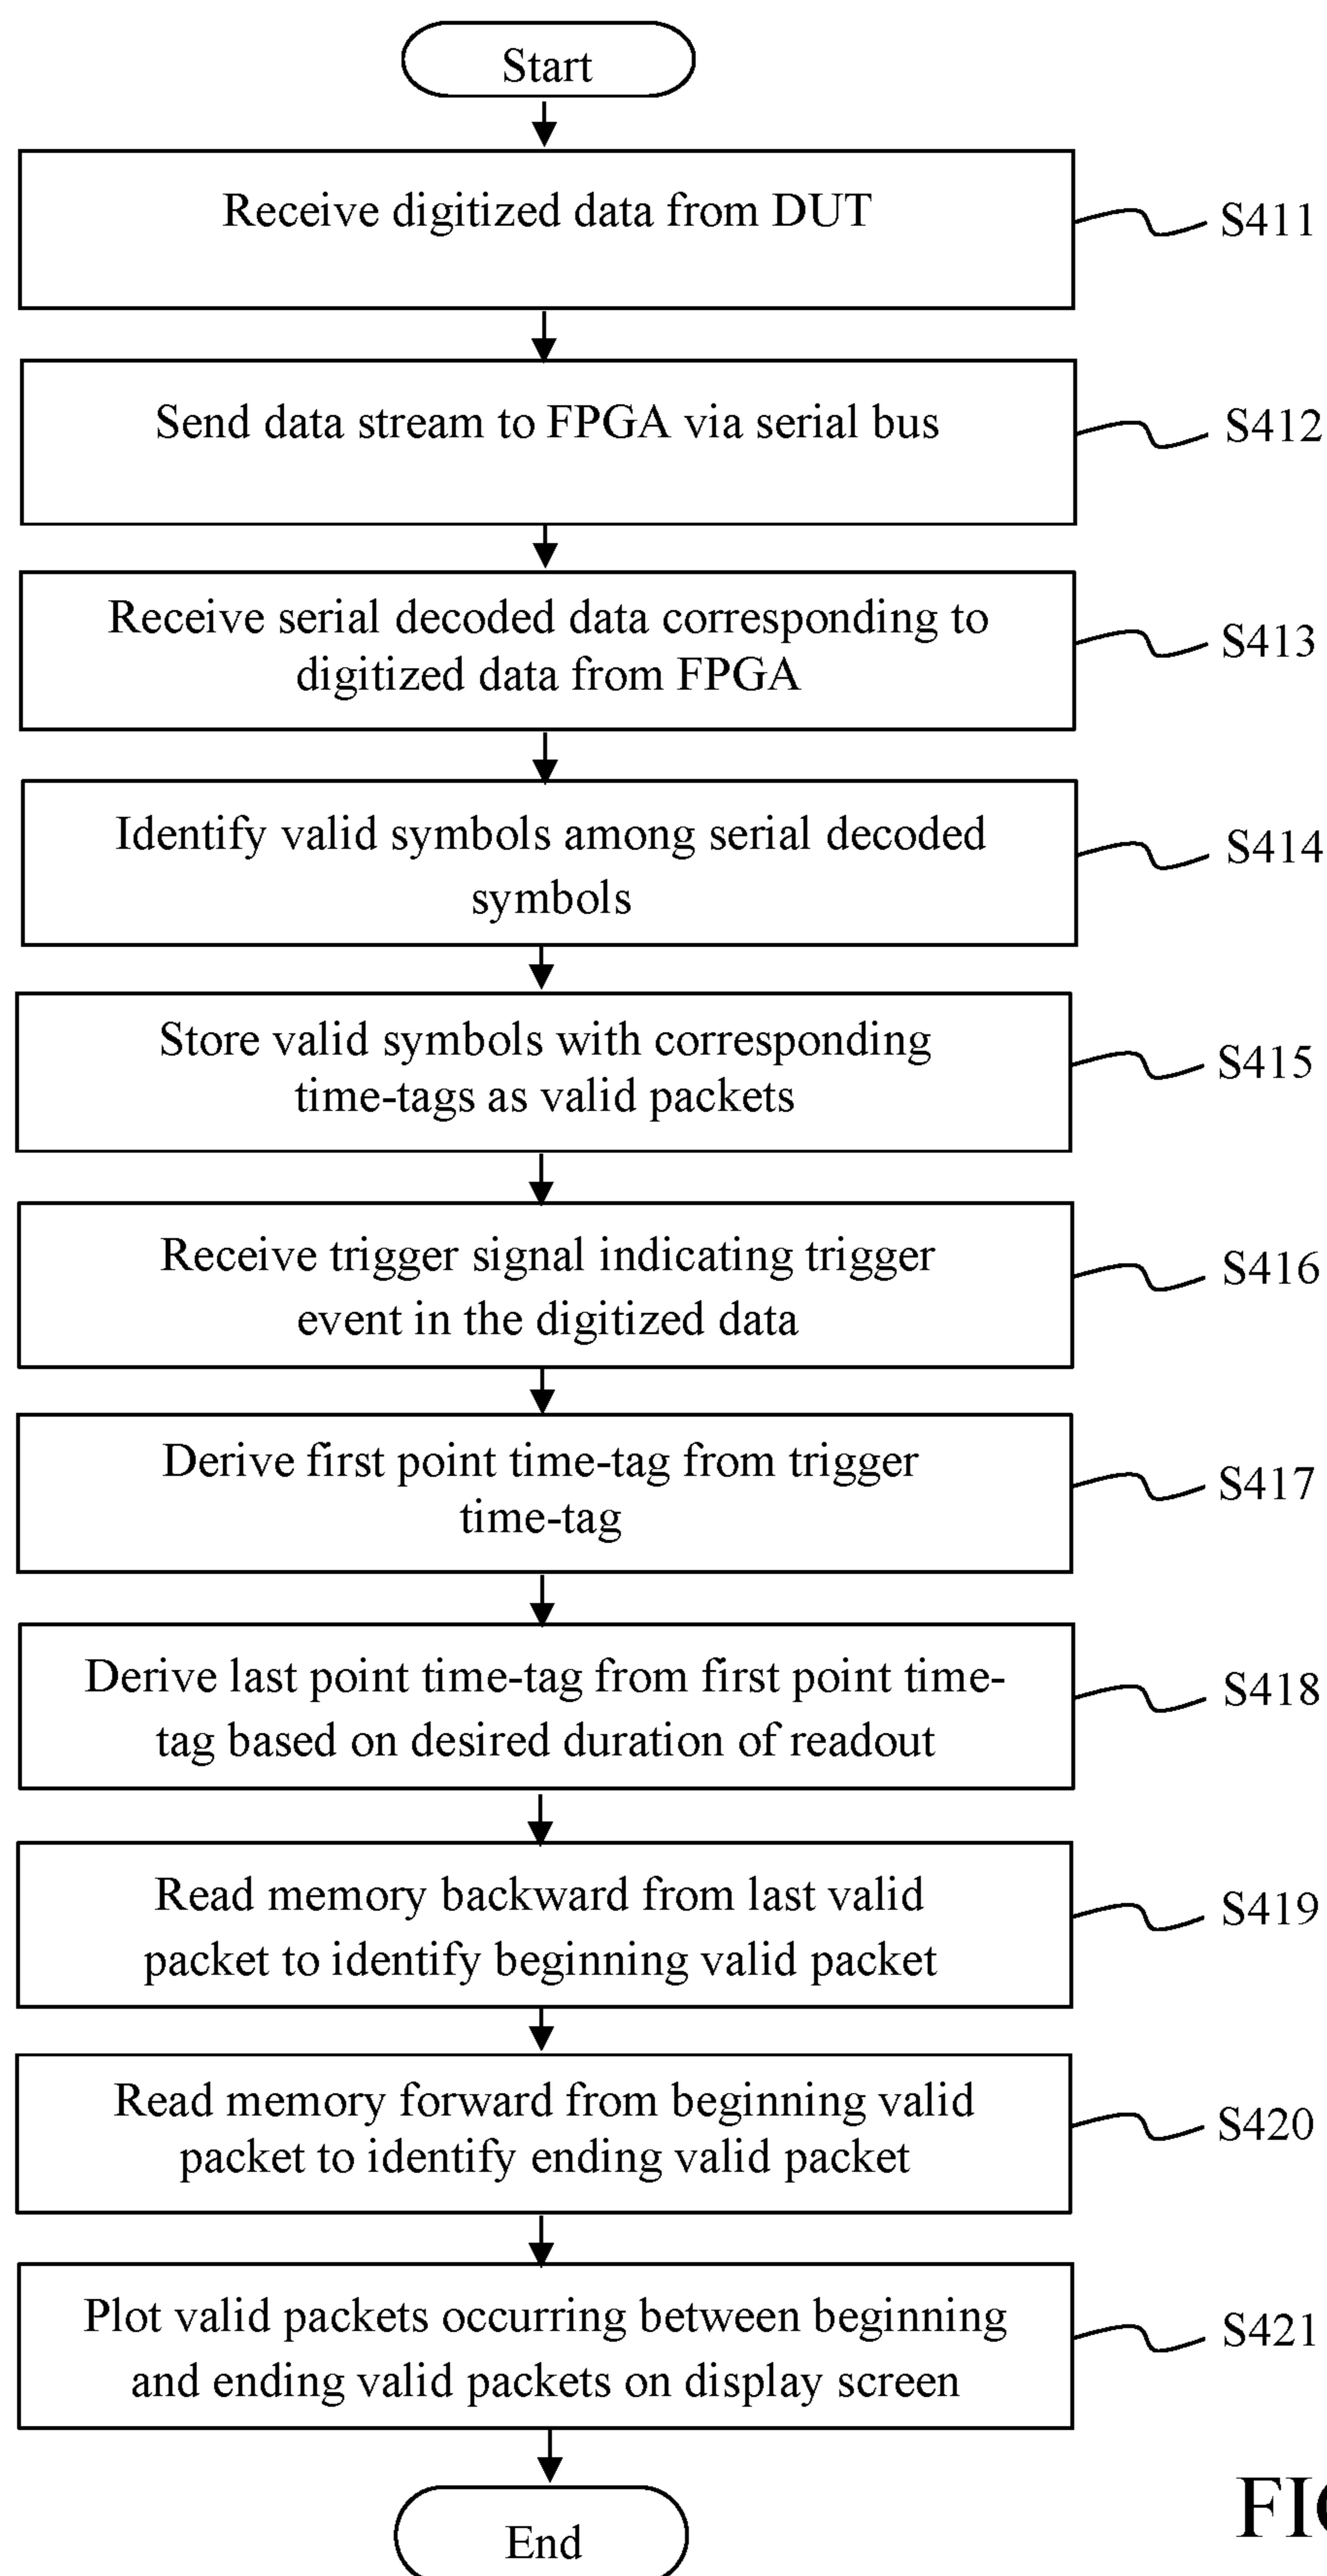 Start
Receive digitized data from DUT
S411
Send data stream to FPGA via serial bus
S412
Receive serial decoded data corresponding to
digitized data from FPGA
S413
Identify valid symbols among serial decoded
symbols
S414
Store valid symbols with corresponding
time-tags as valid packets
S415
Receive trigger signal indicating trigger
event in the digitized data
S416
Derive first point time-tag from trigger
time-tag
S417
Derive last point time-tag from first point time-
tag based on desired duration of readout
S418
Read memory backward from last valid
packet to identify beginning valid packet
S419
Read memory forward from beginning valid
packet to identify ending valid packet
S420
Plot valid packets occurring between beginning
and ending valid packets on display screen
S421
End